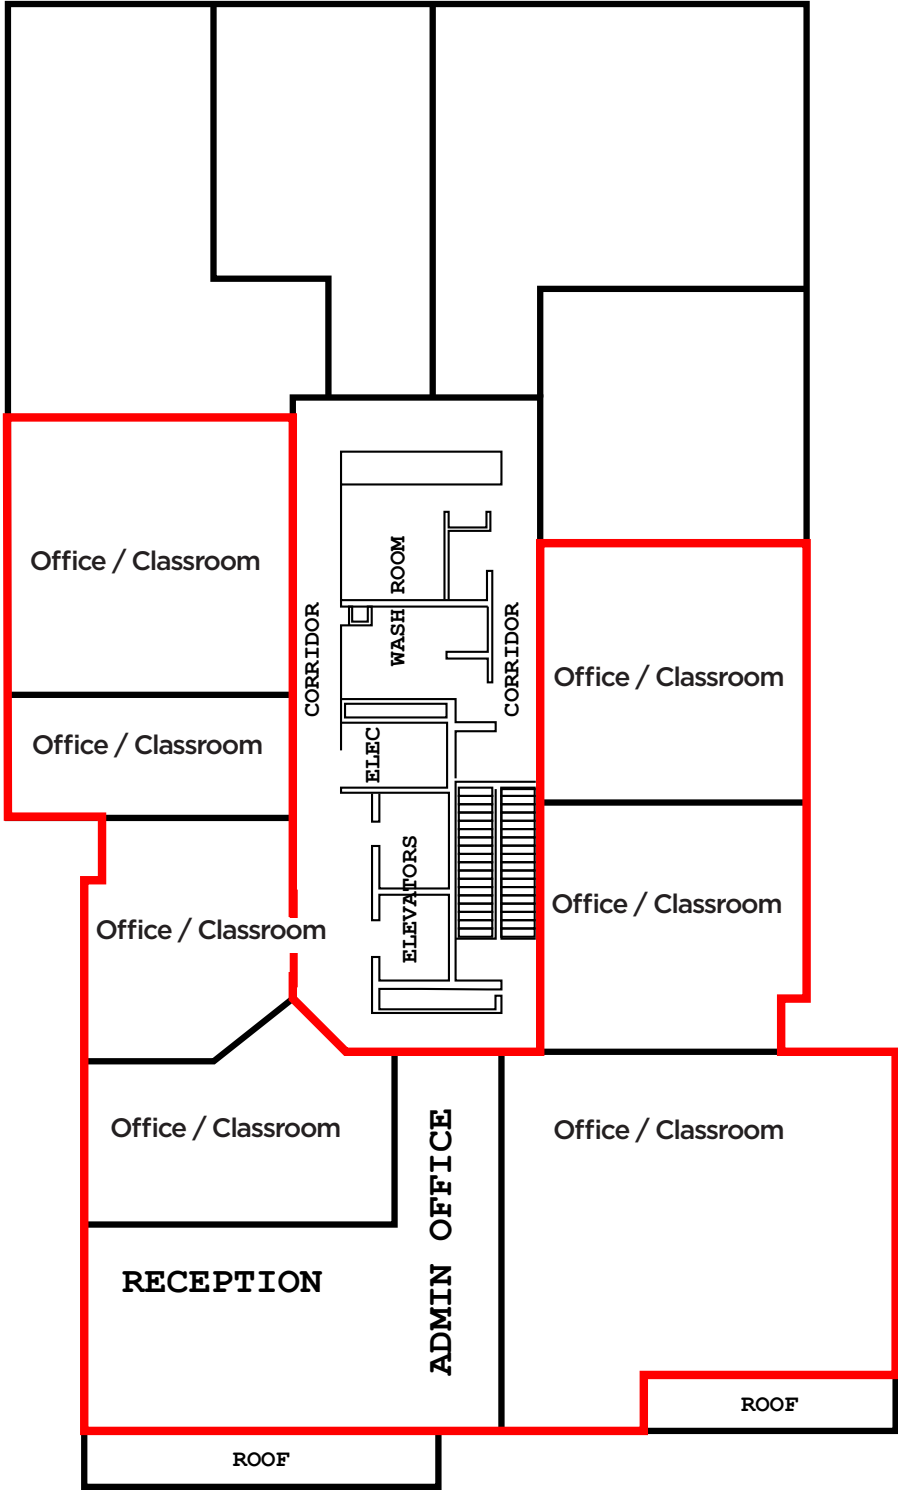 Office / Classroom
WASH ROOM
CORRIDOR
CORRIDOR
Office / Classroom
Office / Classroom
ELEC
ELEVATORS
Office / Classroom
Office / Classroom
Office / Classroom
Office / Classroom
ADMIN OFFICE
RECEPTION
ROOF
ROOF